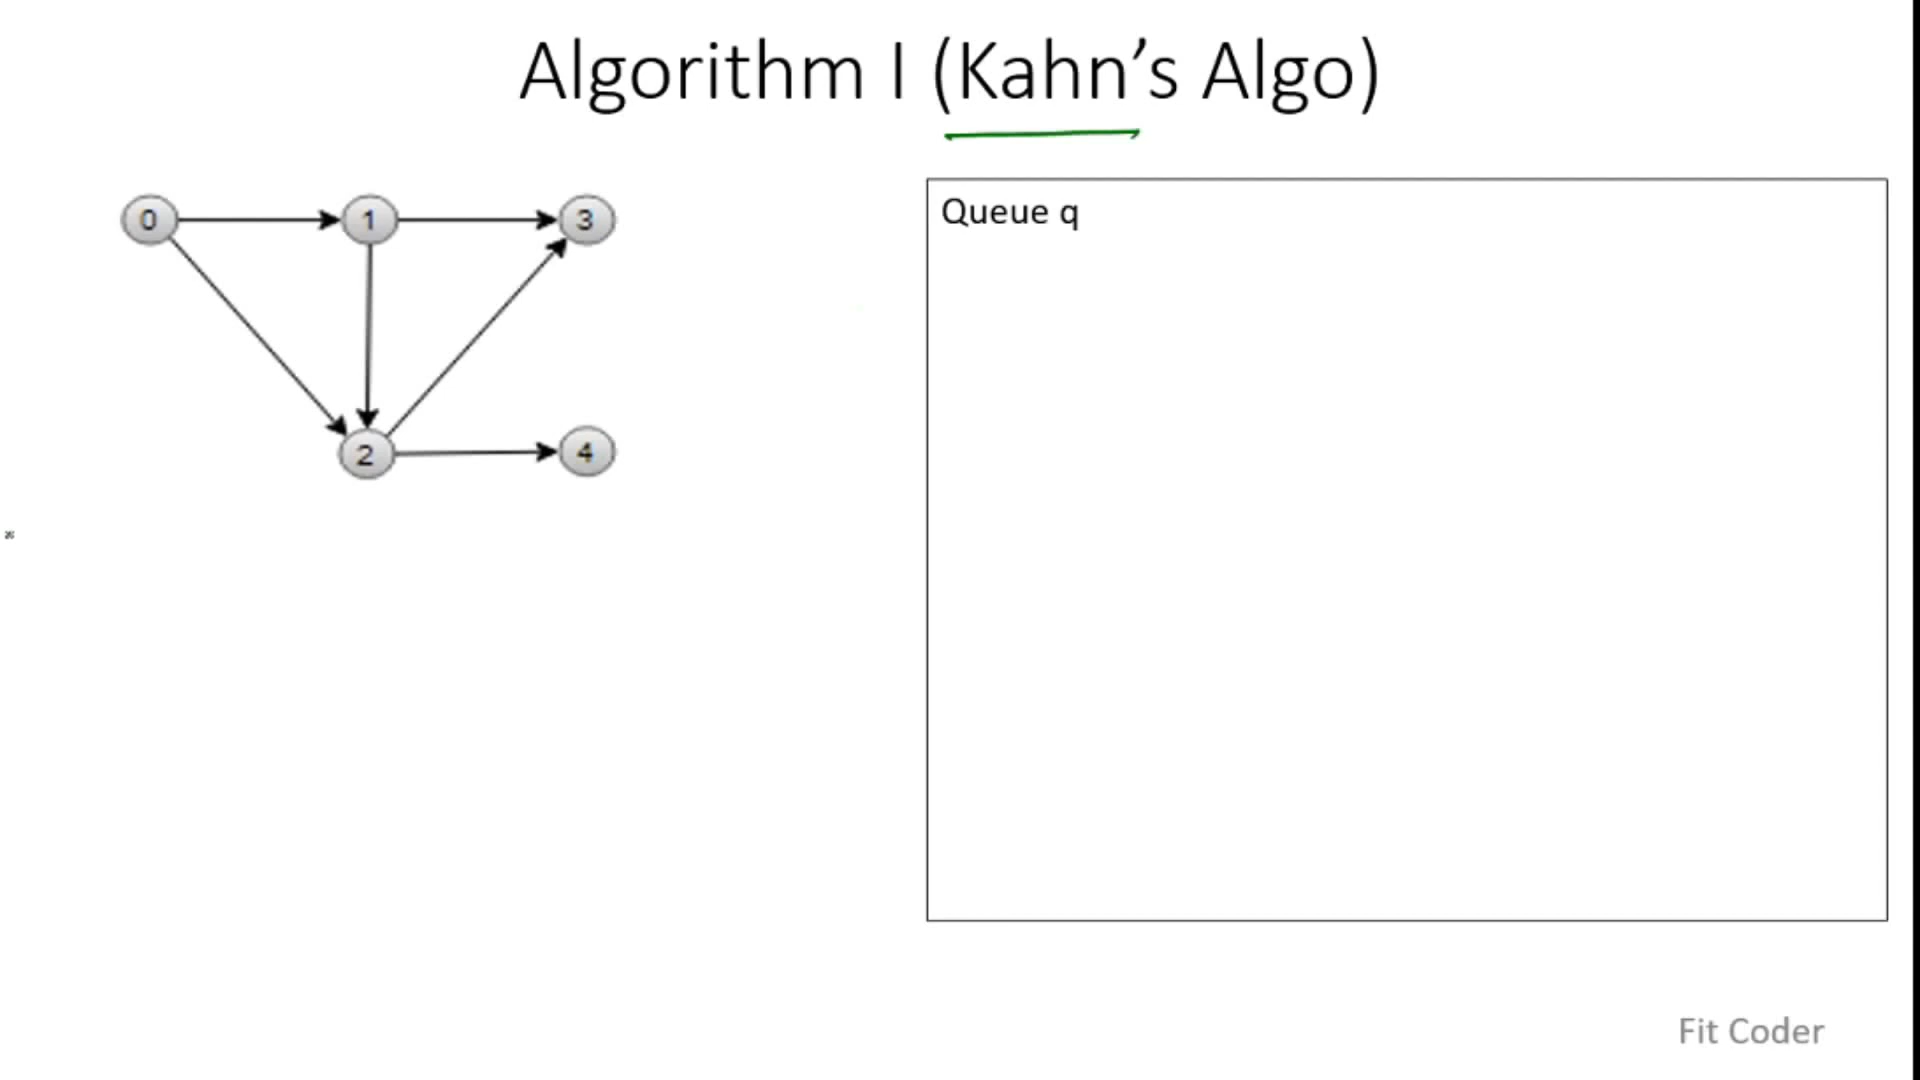 Algorithm I (Kahn’s Algo)
0 1 3
2 4
Queue q
Fit Coder